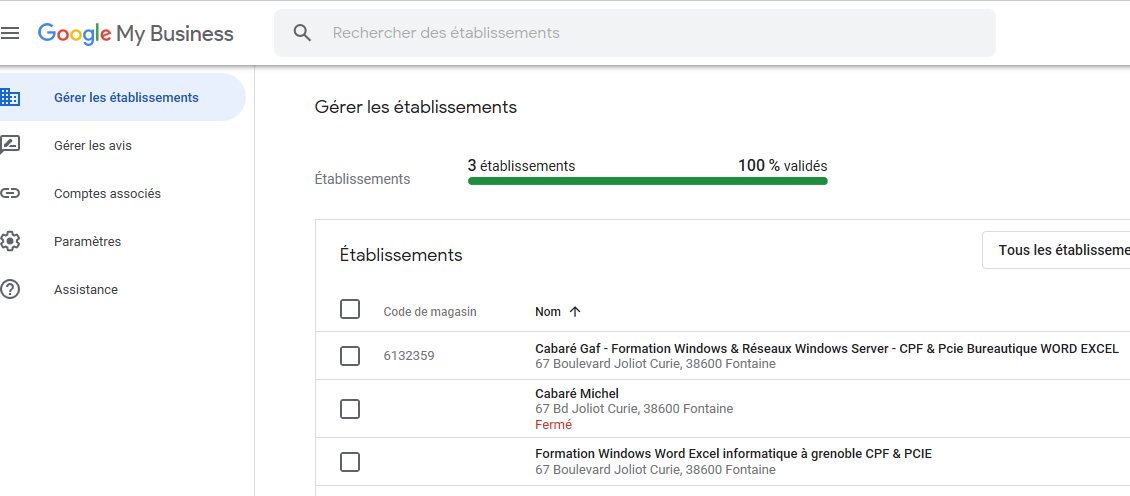 Google My Business
Rechercher des établissements
Gérer les établissements
Gérer les avis
Comptes associés
Paramètres
Assistance
Gérer les établissements
Établissements
3 établissements
100 % validés
Établissements
Tous les établisseme
Code de magasin
Nom
6132359
Cabaré Gaf - Formation Windows & Réseaux Windows Server - CPF & Pcie Bureautique WORD EXCEL
67 Boulevard Joliot Curie, 38600 Fontaine
Cabaré Michel
67 Bd Joliot Curie, 38600 Fontaine
Fermé
Formation Windows Word Excel informatique à grenoble CPF & PCIE
67 Boulevard Joliot Curie, 38600 Fontaine